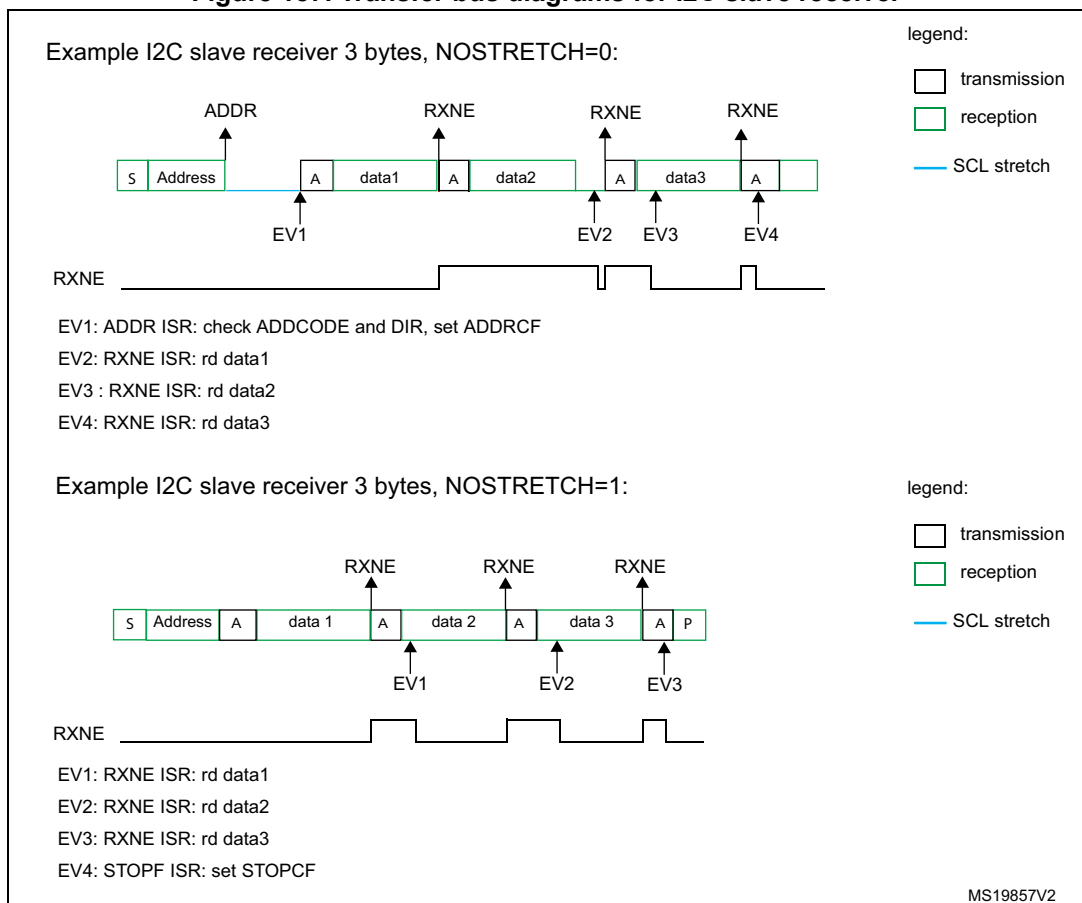 Example I2C slave receiver 3 bytes, NOSTRETCH=0:
legend:
transmission
reception
SCL stretch
ADDR RXNE RXNE RXNE
S Address A data1 A data2 A data3 A
EV1 EV2 EV3 EV4
RXNE
EV1: ADDR ISR: check ADDCODE and DIR, set ADDRCF
EV2: RXNE ISR: rd data1
EV3 : RXNE ISR: rd data2
EV4: RXNE ISR: rd data3
Example I2C slave receiver 3 bytes, NOSTRETCH=1:
legend:
transmission
reception
SCL stretch
RXNE RXNE RXNE
S Address A data 1 A data 2 A data 3 A P
EV1 EV2 EV3
RXNE
EV1: RXNE ISR: rd data1
EV2: RXNE ISR: rd data2
EV3: RXNE ISR: rd data3
EV4: STOPF ISR: set STOPCF
MS19857V2